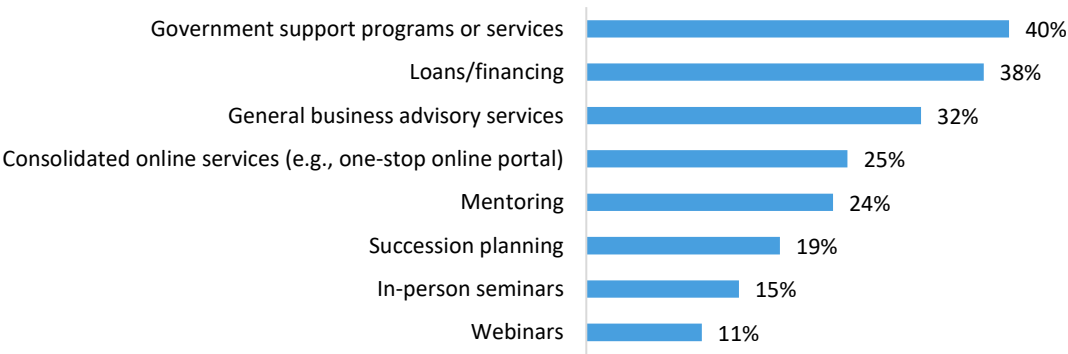 Government support programs or services 40%
Loans/financing 38%
General business advisory services 32%
Consolidated online services (e.g., one-stop online portal) 25%
Mentoring 24%
Succession planning 19%
In-person seminars 15%
Webinars 11%